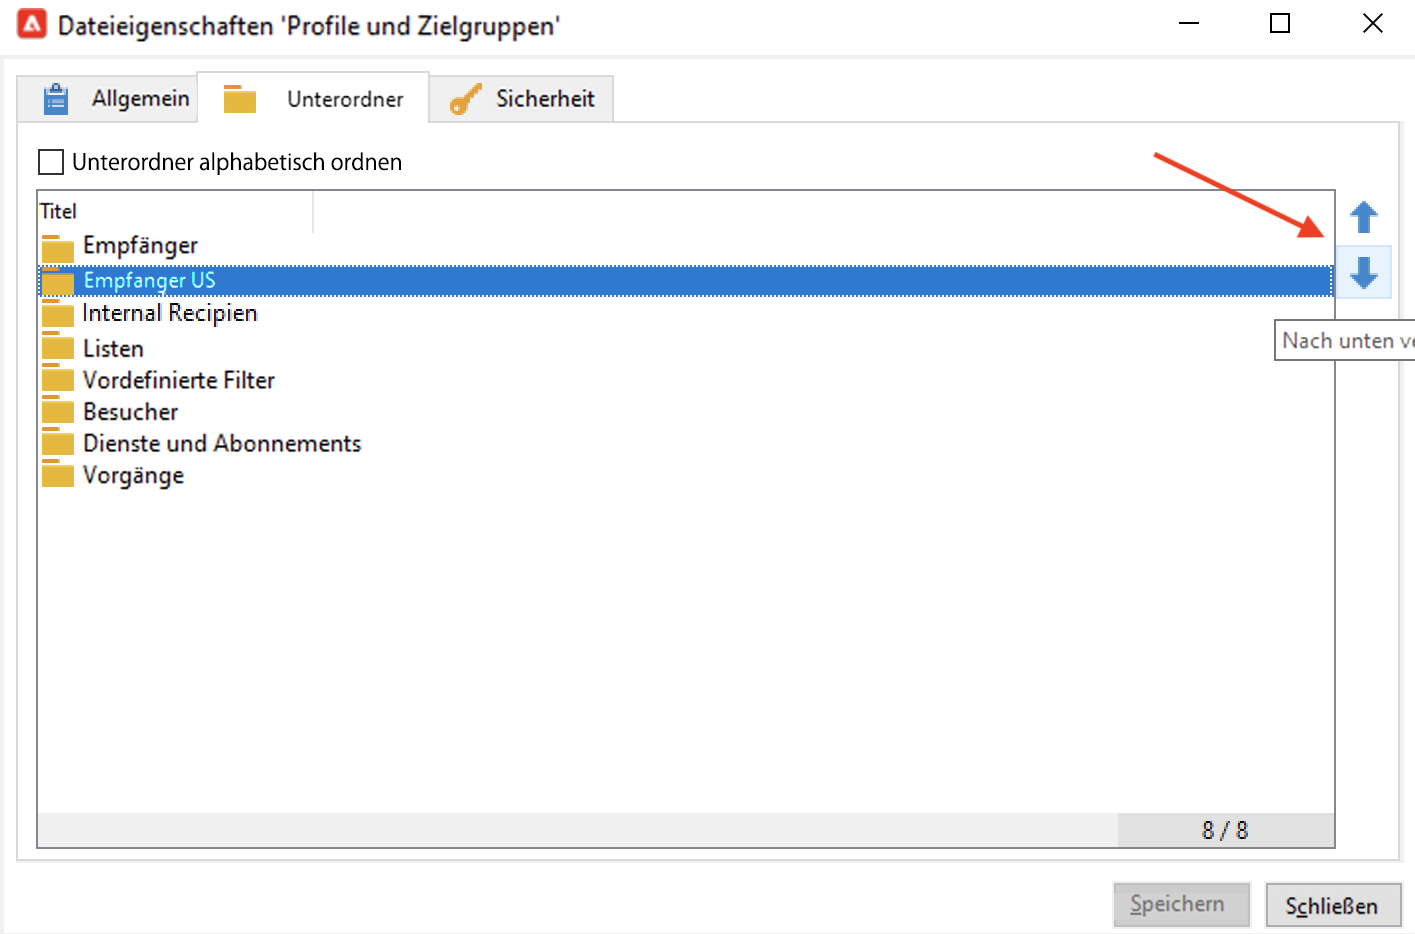 Dateieigenschaften 'Profile und Zielgruppen'
Allgemein Unterordner Sicherheit
Unterordner alphabetisch ordnen
Titel
Empfänger
Empfanger US
Internal Recipien
Listen
Nach unten ve
Vordefinierte Filter
Besucher
Dienste und Abonnements
Vorgänge
8 / 8
Speichern Schließen